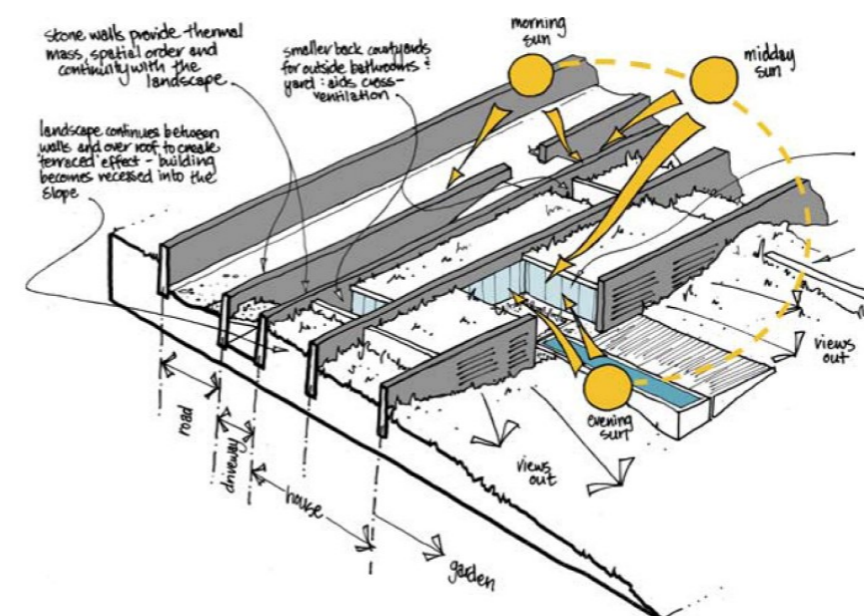 stone walls provide thermal
mass, spatial order and
continuity with the
landscape
smaller back courtyards
for outside bathrooms &
yard : aids cross-
ventilation
morning
sun
midday
sun
landscape continues between
walls and over roof to create
'terraced' effect - building
becomes recessed into the
slope
views
out
evening
sun
views
out
road
driveway
house
garden